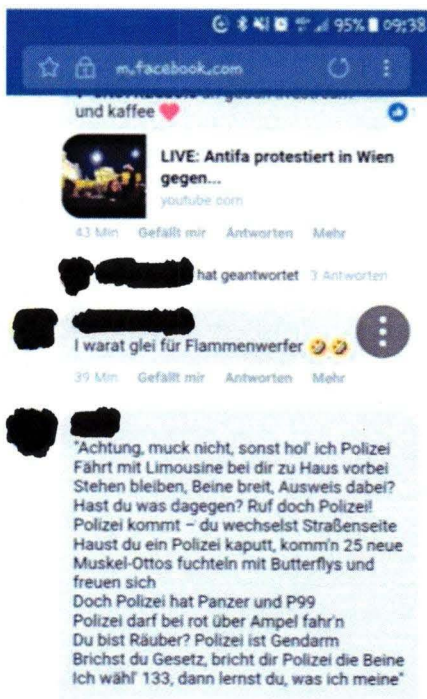 95% 09:38
m.facebook.com
und kaffee
LIVE: Antifa protestiert in Wien
gegen...
youtube.com
43 Min Gefällt mir Antworten Mehr
hat geantwortet 3 Antworten
I warat glei für Flammenwerfer 🤣🤣
39 Min Gefällt mir Antworten Mehr
"Achtung, muck nicht, sonst hol' ich Polizei
Fährt mit Limousine bei dir zu Haus vorbei
Stehen bleiben, Beine breit, Ausweis dabei?
Hast du was dagegen? Ruf doch Polizei!
Polizei kommt – du wechselst Straßenseite
Haust du ein Polizei kaputt, komm'n 25 neue
Muskel-Ottos fuchteln mit Butterflys und
freuen sich
Doch Polizei hat Panzer und P99
Polizei darf bei rot über Ampel fahr'n
Du bist Räuber? Polizei ist Gendarm
Brichst du Gesetz, bricht dir Polizei die Beine
Ich wähl' 133, dann lernst du, was ich meine"